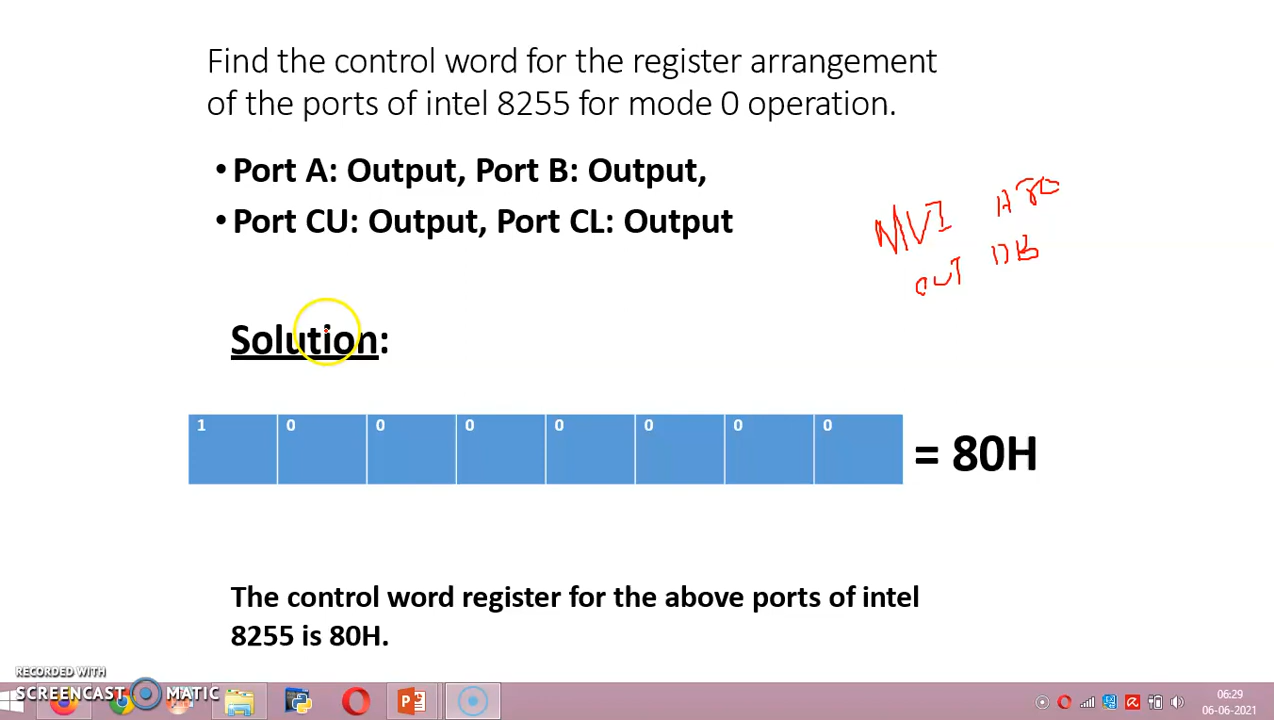 Find the control word for the register arrangement
of the ports of intel 8255 for mode 0 operation.
• Port A: Output, Port B: Output,
• Port CU: Output, Port CL: Output
MVI A 80
OUT DB
Solution:
1 0 0 0 0 0 0 0
= 80H
The control word register for the above ports of intel
8255 is 80H.
RECORDED WITH
SCREENCAST MATIC
06:29
06-06-2021